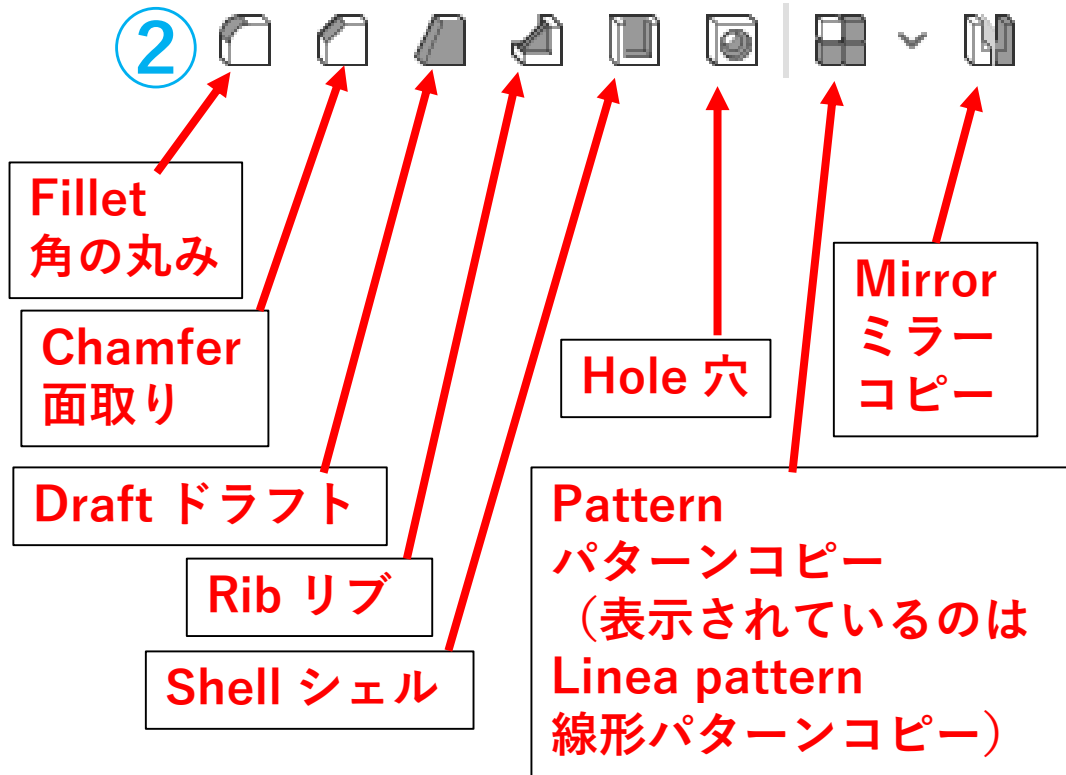 ②
Fillet
角の丸み
Chamfer
面取り
Draft ドラフト
Rib リブ
Shell シェル
Hole 穴
Pattern
パターンコピー
（表示されているのは
Linea pattern
線形パターンコピー）
Mirror
ミラー
コピー